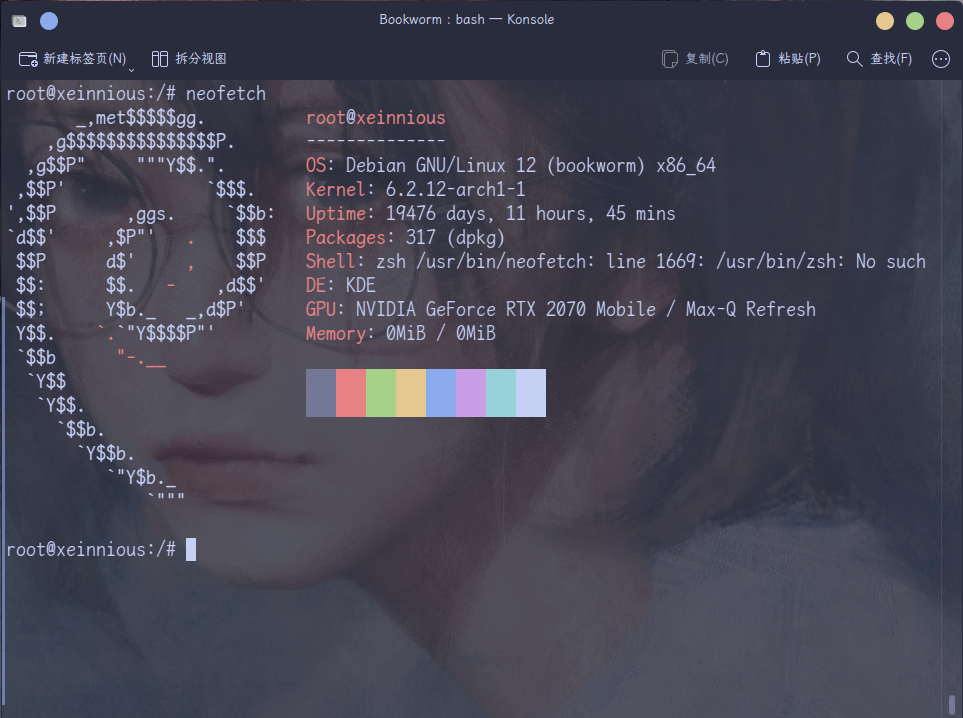 Bookworm : bash — Konsole
新建标签页(N) 拆分视图 复制(C) 粘贴(P) 查找(F)
root@xeinnious:/# neofetch
       _,met$$$$$gg.          root@xeinnious
    ,g$$$$$$$$$$$$$$$P.       --------------
  ,g$$P"     """Y$$.".        OS: Debian GNU/Linux 12 (bookworm) x86_64
 ,$$P'              `$$$.     Kernel: 6.2.12-arch1-1
',$$P       ,ggs.     `$$b:   Uptime: 19476 days, 11 hours, 45 mins
`d$$'     ,$P"'   .    $$$    Packages: 317 (dpkg)
 $$P      d$'     ,    $$P    Shell: zsh /usr/bin/neofetch: line 1669: /usr/bin/zsh: No such
 $$:      $$.   -    ,d$$'    DE: KDE
 $$;      Y$b._   _,d$P'      GPU: NVIDIA GeForce RTX 2070 Mobile / Max-Q Refresh
 Y$$.    `.`"Y$$$$P"'         Memory: 0MiB / 0MiB
 `$$b      "-.__
  `Y$$
   `Y$$.
     `$$b.
       `Y$$b.
          `"Y$b._
              `"""
root@xeinnious:/#